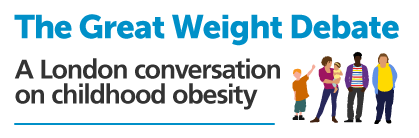 The Great Weight Debate
A London conversation
on childhood obesity